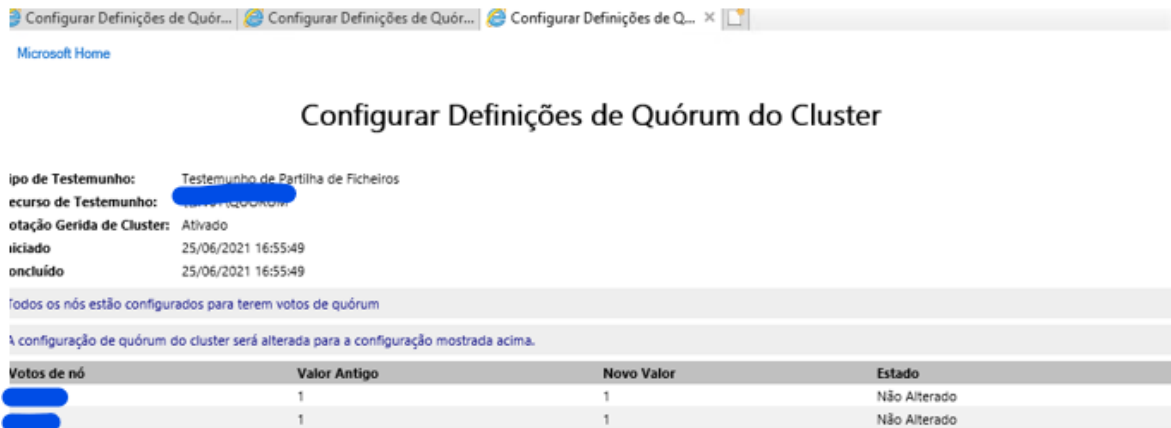 Configurar Definições de Quór... Configurar Definições de Quór... Configurar Definições de Q...
Microsoft Home
Configurar Definições de Quórum do Cluster
ipo de Testemunho: Testemunho de Partilha de Ficheiros
ecurso de Testemunho:
otação Gerida de Cluster: Ativado
niciado 25/06/2021 16:55:49
oncluído 25/06/2021 16:55:49
Todos os nós estão configurados para terem votos de quórum
A configuração de quórum do cluster será alterada para a configuração mostrada acima.
Votos de nó Valor Antigo Novo Valor Estado
1 1 Não Alterado
1 1 Não Alterado